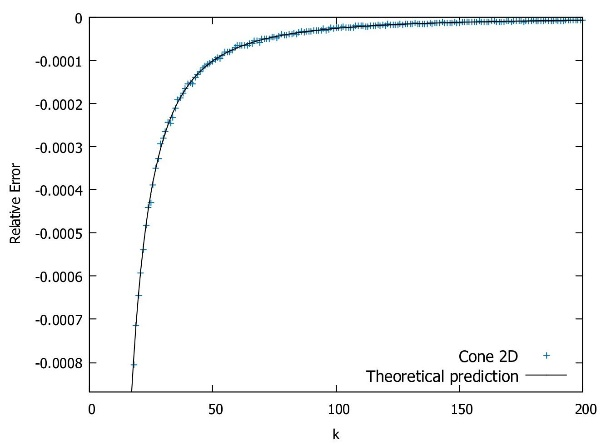 0
-0.0001
-0.0002
-0.0003
-0.0004
-0.0005
-0.0006
-0.0007
-0.0008
Relative Error
Cone 2D
Theoretical prediction
0 50 100 150 200
k